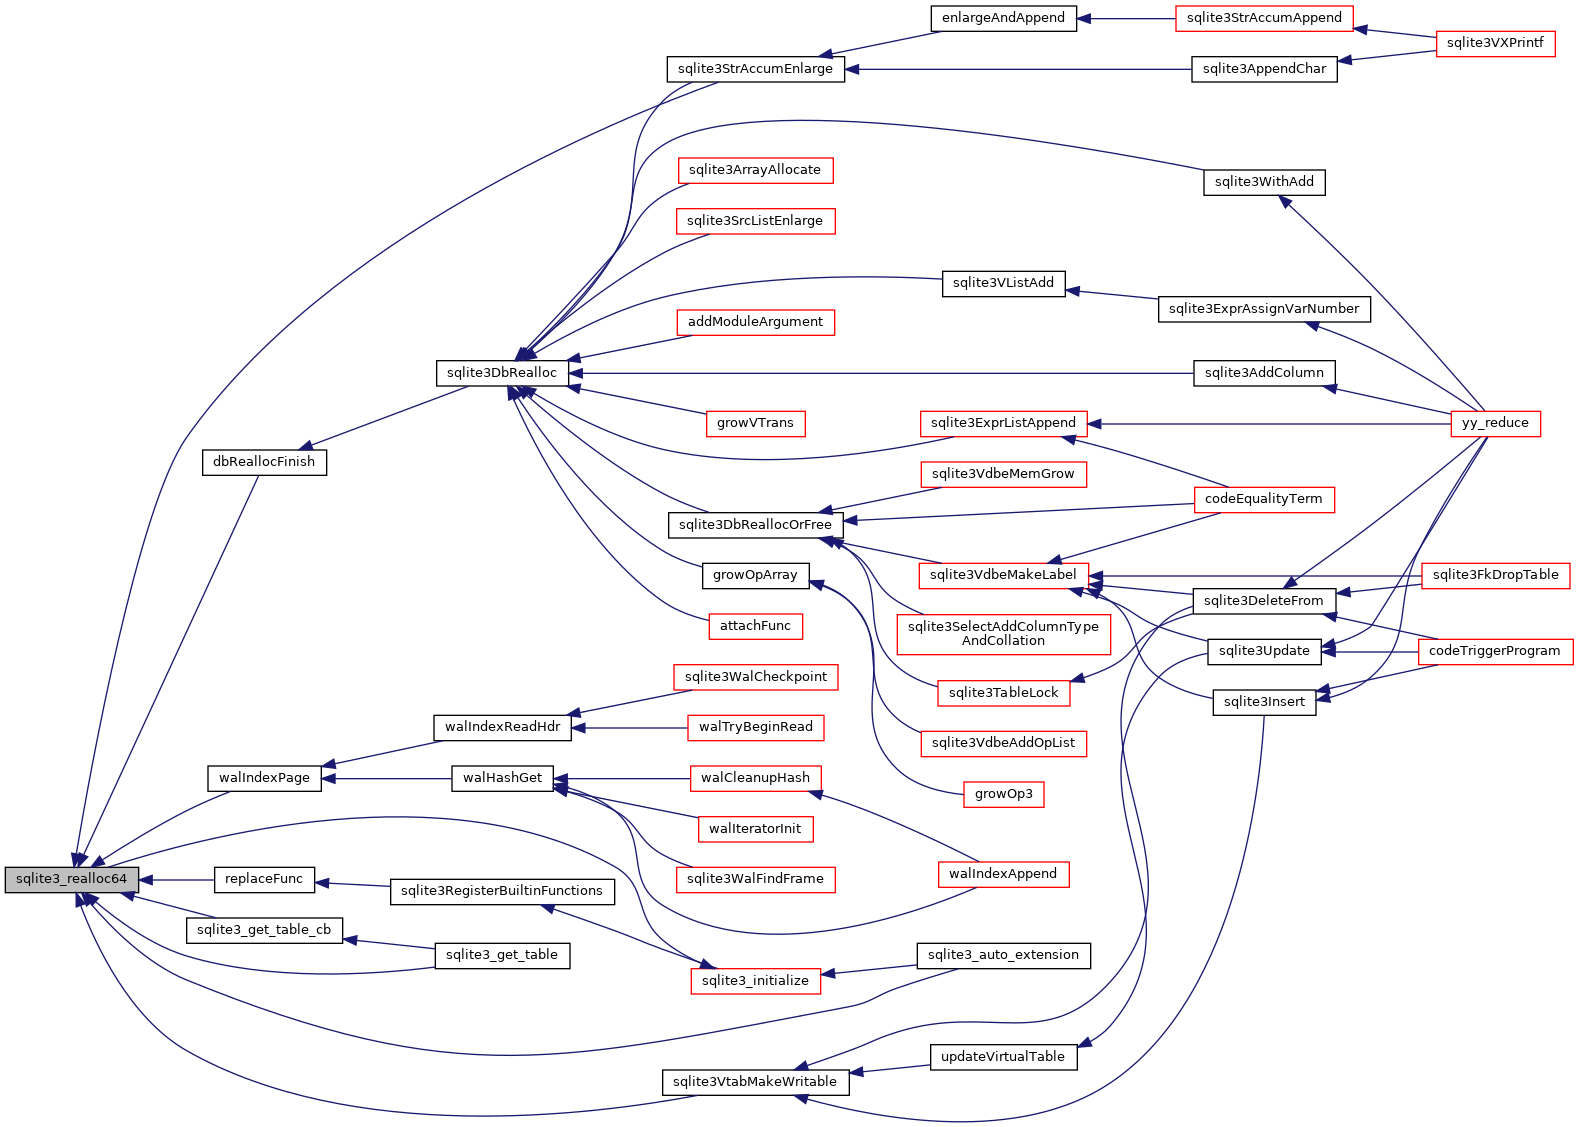 enlargeAndAppend
sqlite3StrAccumAppend
sqlite3VXPrintf
sqlite3StrAccumEnlarge
sqlite3AppendChar
sqlite3ArrayAllocate
sqlite3WithAdd
sqlite3SrcListEnlarge
sqlite3VListAdd
sqlite3ExprAssignVarNumber
addModuleArgument
sqlite3DbRealloc
sqlite3AddColumn
growVTrans
sqlite3ExprListAppend
yy_reduce
dbReallocFinish
sqlite3VdbeMemGrow
codeEqualityTerm
sqlite3DbReallocOrFree
growOpArray
sqlite3VdbeMakeLabel
sqlite3FkDropTable
sqlite3DeleteFrom
attachFunc
sqlite3SelectAddColumnType
AndCollation
sqlite3Update
codeTriggerProgram
sqlite3WalCheckpoint
sqlite3TableLock
sqlite3Insert
walIndexReadHdr
walTryBeginRead
sqlite3VdbeAddOpList
walIndexPage
walHashGet
walCleanupHash
growOp3
walIteratorInit
sqlite3_realloc64
replaceFunc
sqlite3RegisterBuiltinFunctions
sqlite3WalFindFrame
walIndexAppend
sqlite3_get_table_cb
sqlite3_get_table
sqlite3_auto_extension
sqlite3_initialize
updateVirtualTable
sqlite3VtabMakeWritable